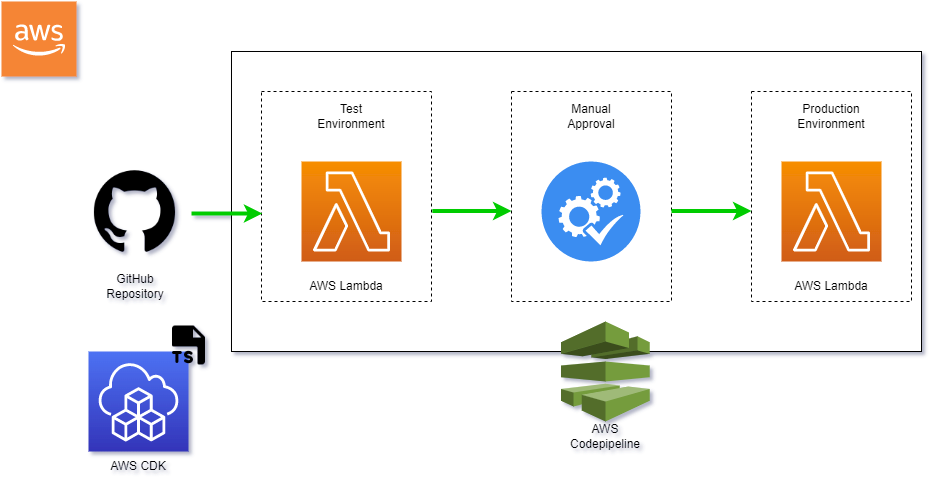 aws
Test
Environment
Manual
Approval
Production
Environment
AWS Lambda
AWS Lambda
GitHub
Repository
TS
AWS CDK
AWS
Codepipeline